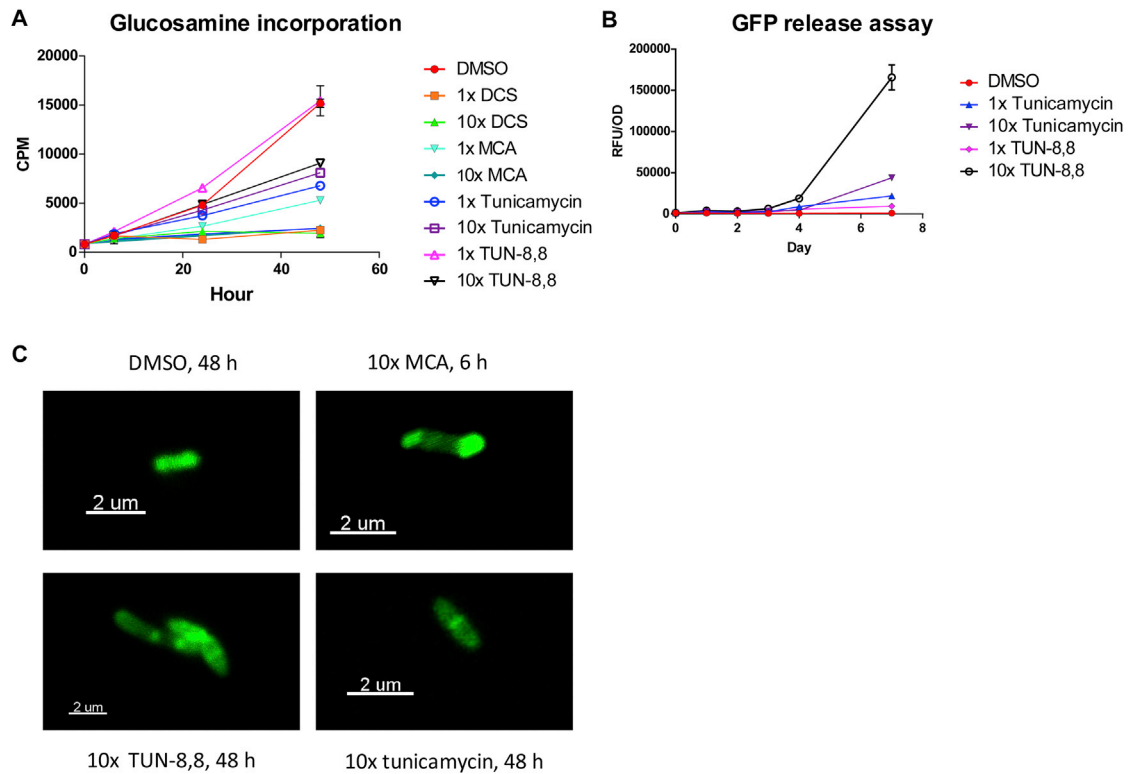 A
Glucosamine incorporation
20000
15000
10000
5000
0
CPM
0 20 40 60
Hour
DMSO
1x DCS
10x DCS
1x MCA
10x MCA
1x Tunicamycin
10x Tunicamycin
1x TUN-8,8
10x TUN-8,8
B
GFP release assay
200000
150000
100000
50000
0
RFU/OD
0 2 4 6 8
Day
DMSO
1x Tunicamycin
10x Tunicamycin
1x TUN-8,8
10x TUN-8,8
C
DMSO, 48 h
10x MCA, 6 h
2 um
2 um
2 um
2 um
10x TUN-8,8, 48 h
10x tunicamycin, 48 h